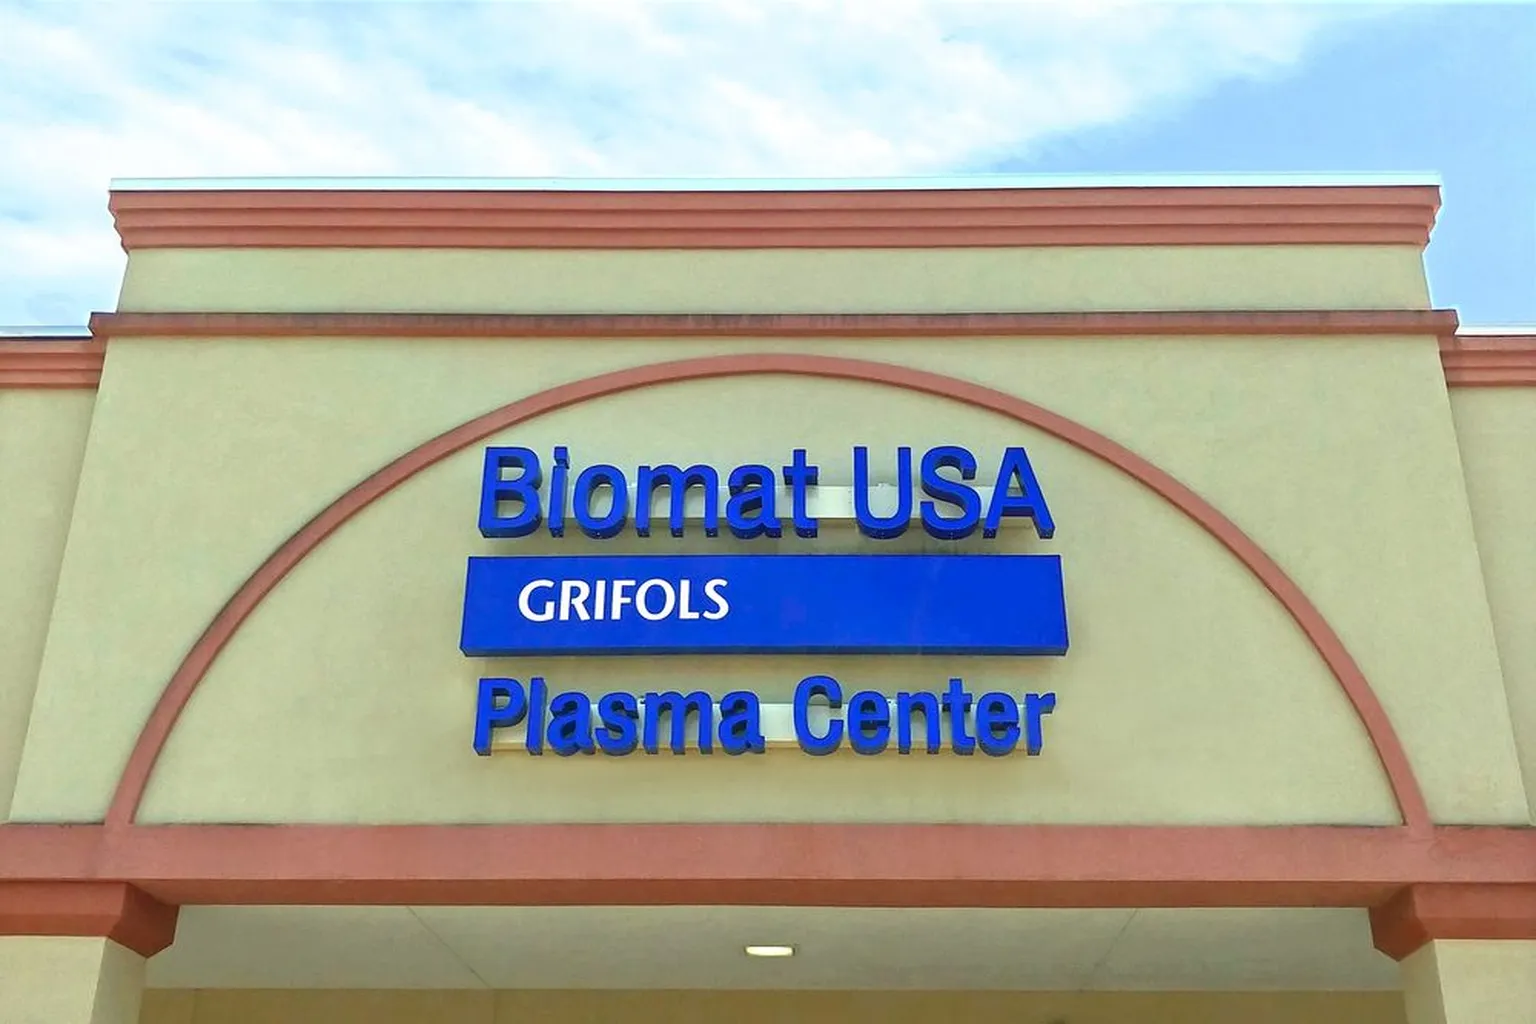 Biomat USA
GRIFOLS
Plasma Center